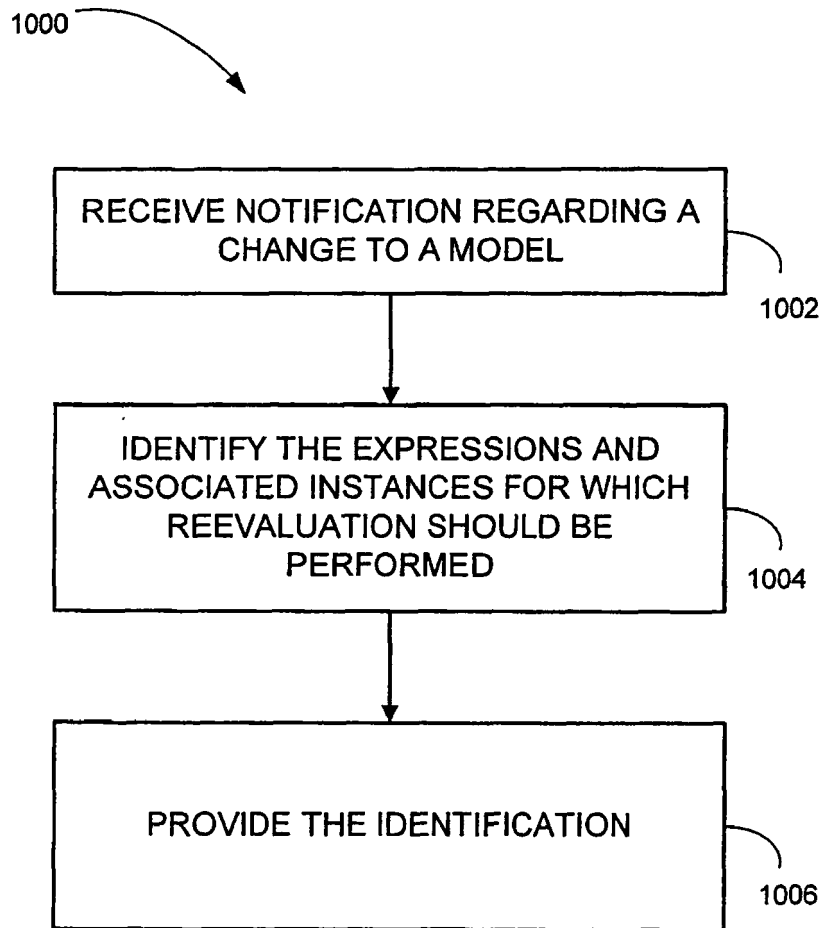 1000
RECEIVE NOTIFICATION REGARDING A
CHANGE TO A MODEL
1002
IDENTIFY THE EXPRESSIONS AND
ASSOCIATED INSTANCES FOR WHICH
REEVALUATION SHOULD BE
PERFORMED
1004
PROVIDE THE IDENTIFICATION
1006